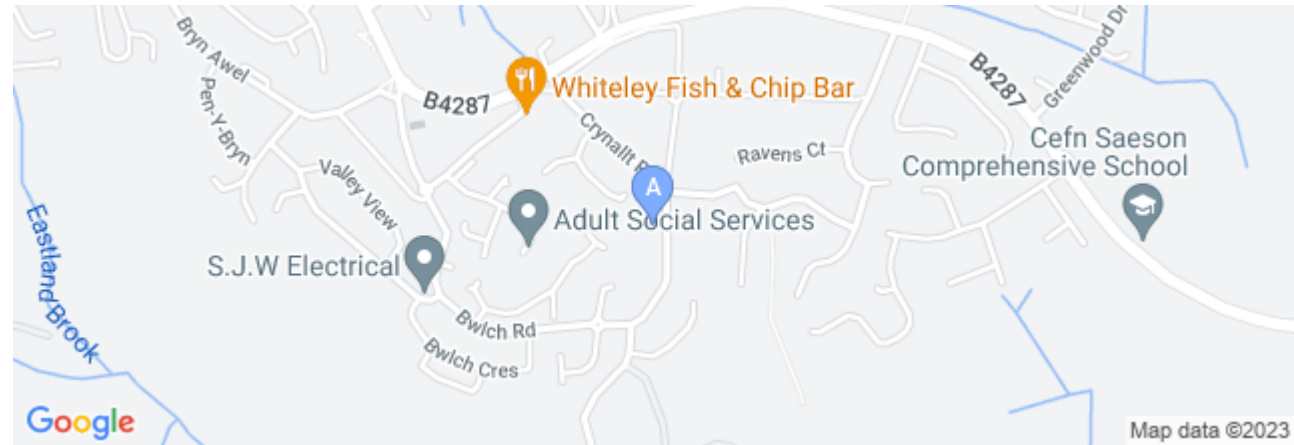 Bryn Awel
Pen-Y-Bryn
B4287
Whiteley Fish & Chip Bar
B4287
Greenwood Dr
Crynallt
Ravens Ct
Cefn Saeson
Comprehensive School
Valley View
A
Adult Social Services
S.J.W Electrical
Eastland Brook
Bwlch Rd
Bwlch Cres
Google
Map data ©2023